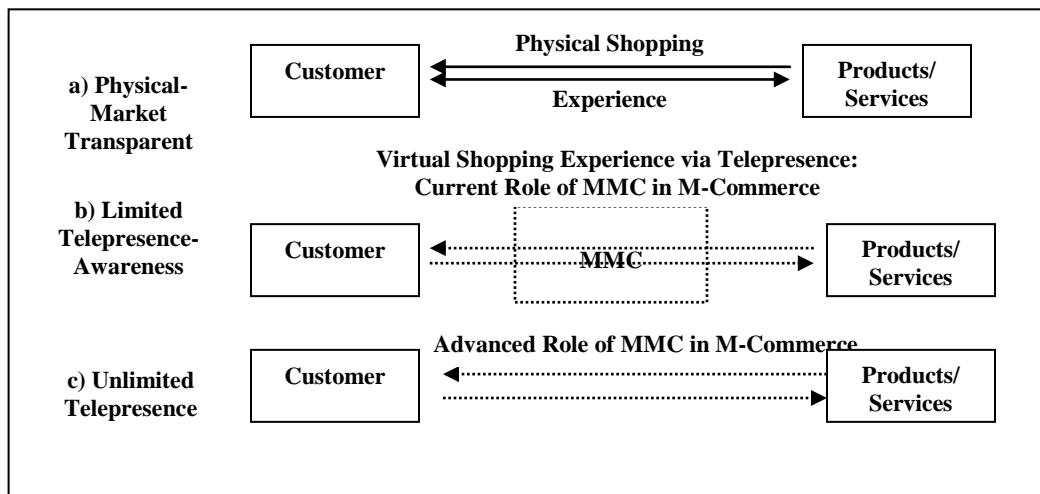 Physical Shopping
Customer
Products/
Services
a) Physical-
Market
Transparent
Experience
Virtual Shopping Experience via Telepresence:
Current Role of MMC in M-Commerce
b) Limited
Telepresence-
Awareness
Customer
MMC
Products/
Services
Advanced Role of MMC in M-Commerce
c) Unlimited
Telepresence
Customer
Products/
Services